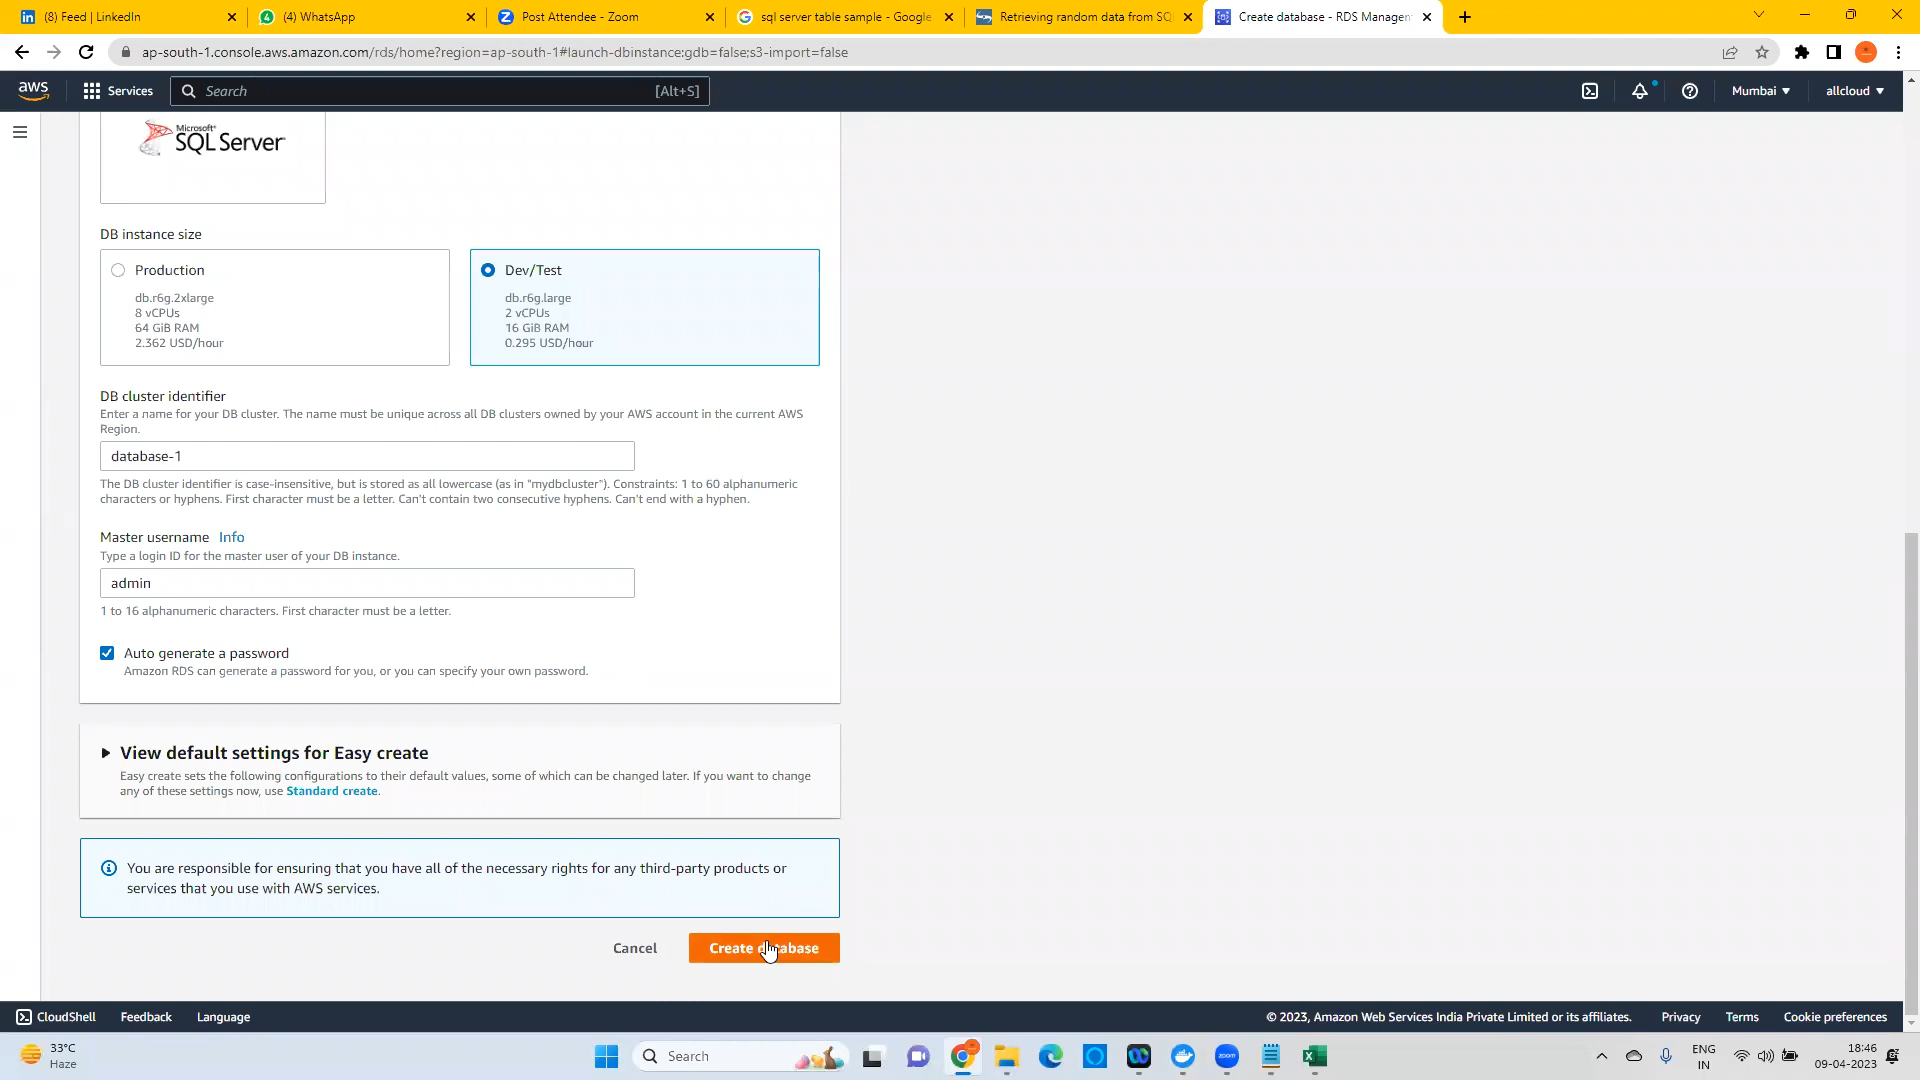 (8) Feed | LinkedIn
(4) WhatsApp
Post Attendee - Zoom
sql server table sample - Google
Retrieving random data from SQ
Create database - RDS Managem
ap-south-1.console.aws.amazon.com/rds/home?region=ap-south-1#launch-dbinstance:gdb=false;s3-import=false
aws
Services
Search
[Alt+S]
Mumbai
allcloud
Microsoft
SQL Server
DB instance size
Production
db.r6g.2xlarge
8 vCPUs
64 GiB RAM
2.362 USD/hour
Dev/Test
db.r6g.large
2 vCPUs
16 GiB RAM
0.295 USD/hour
DB cluster identifier
Enter a name for your DB cluster. The name must be unique across all DB clusters owned by your AWS account in the current AWS
Region.
database-1
The DB cluster identifier is case-insensitive, but is stored as all lowercase (as in "mydbcluster"). Constraints: 1 to 60 alphanumeric
characters or hyphens. First character must be a letter. Can't contain two consecutive hyphens. Can't end with a hyphen.
Master username Info
Type a login ID for the master user of your DB instance.
admin
1 to 16 alphanumeric characters. First character must be a letter.
Auto generate a password
Amazon RDS can generate a password for you, or you can specify your own password.
View default settings for Easy create
Easy create sets the following configurations to their default values, some of which can be changed later. If you want to change
any of these settings now, use Standard create.
You are responsible for ensuring that you have all of the necessary rights for any third-party products or
services that you use with AWS services.
Cancel
Create database
CloudShell
Feedback
Language
© 2023, Amazon Web Services India Private Limited or its affiliates.
Privacy
Terms
Cookie preferences
33°C
Haze
Search
zoom
ENG
IN
18:46
09-04-2023